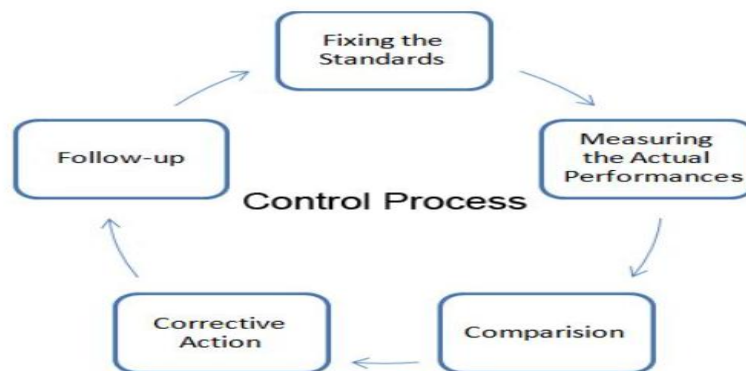 Fixing the
Standards
Measuring
the Actual
Performances
Comparision
Corrective
Action
Follow-up
Control Process